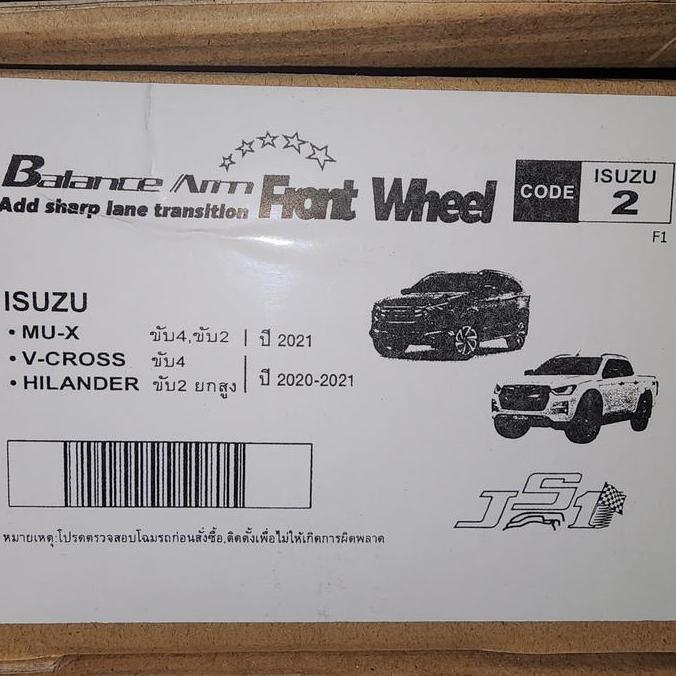 Balance Arm Front Wheel
Add sharp lane transition
CODE ISUZU 2
F1
ISUZU
• MU-X ขับ4,ขับ2 | ปี 2021
• V-CROSS ขับ4
• HILANDER ขับ2 ยกสูง | ปี 2020-2021
JS1
หมายเหตุ:โปรดตรวจสอบโฉมรถก่อนสั่งซื้อ,ติดตั้งเพื่อไม่ให้เกิดการผิดพลาด